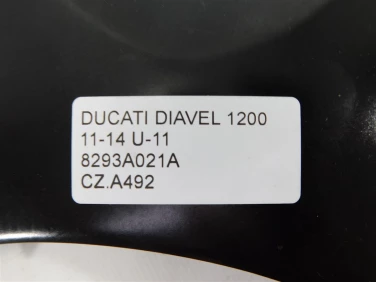 DUCATI DIAVEL 1200
11-14 U-11
8293A021A
CZ.A492